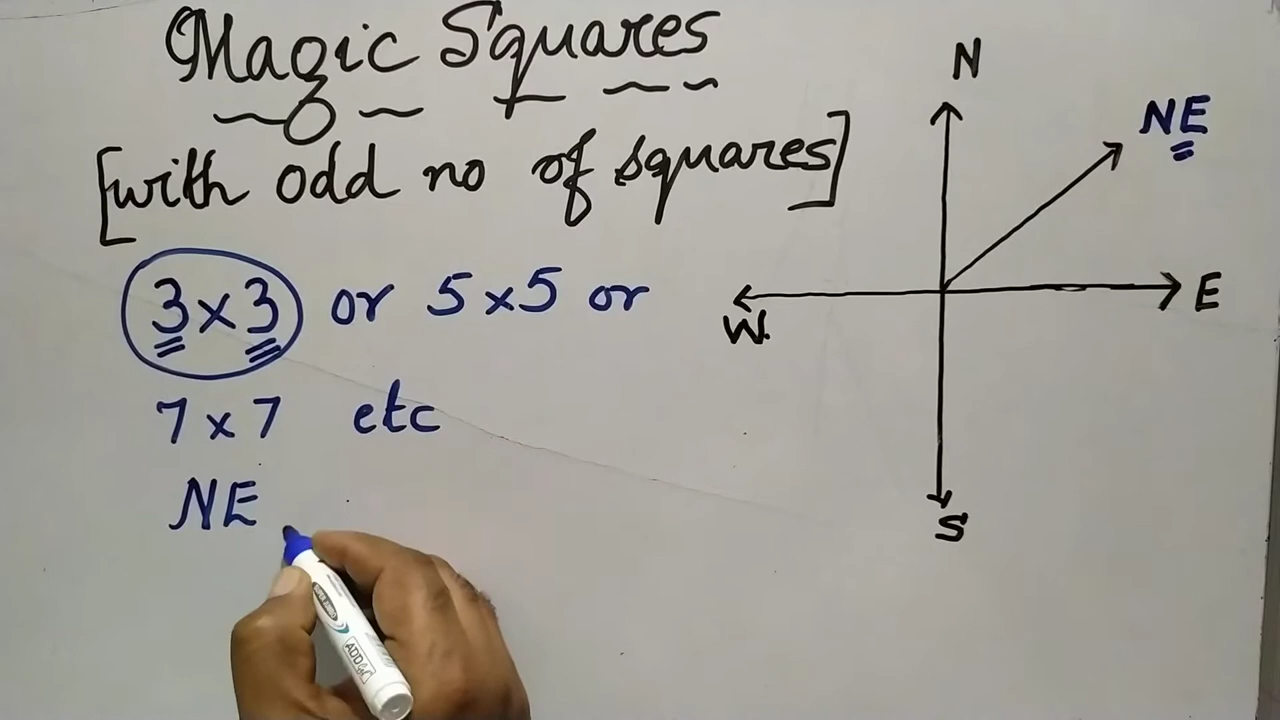 Magic Squares
[with odd no of squares]
3 x 3 or 5 x 5 or
7 x 7 etc
NE
N
NE
W.
E
S